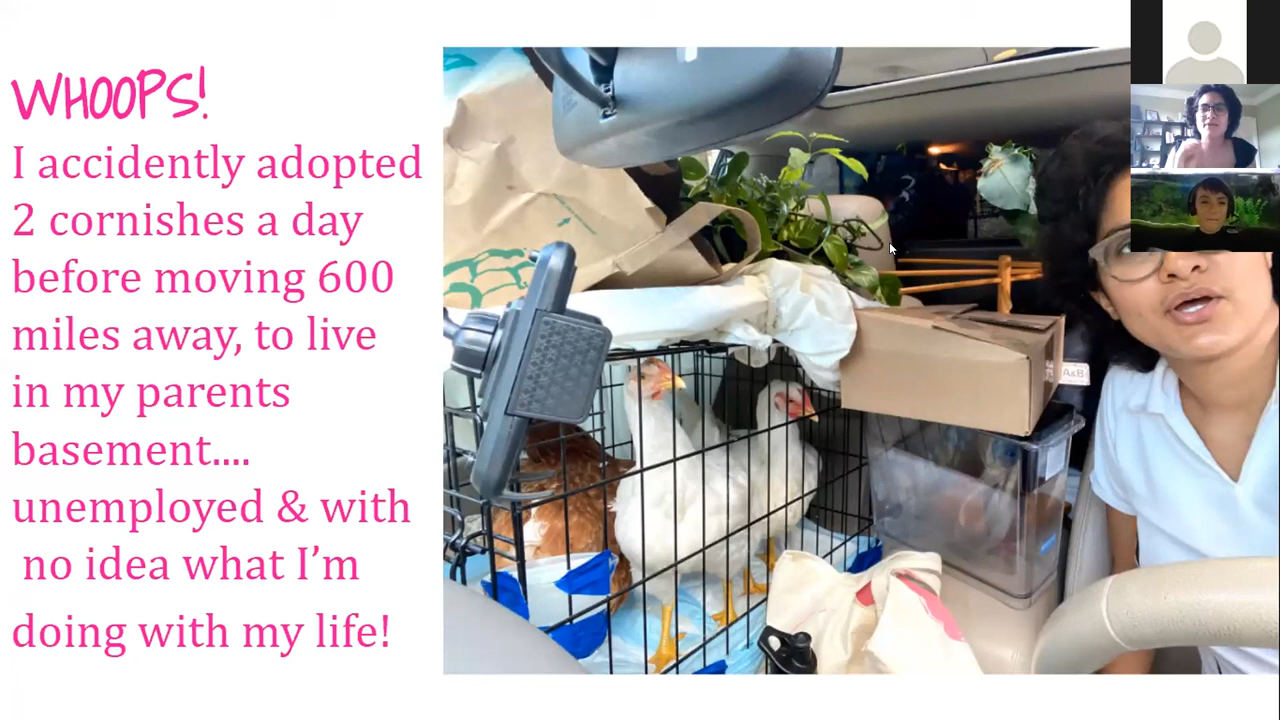 WHOOPS!
I accidently adopted
2 cornishes a day
before moving 600
miles away, to live
in my parents
basement....
unemployed & with
no idea what I'm
doing with my life!
A&B